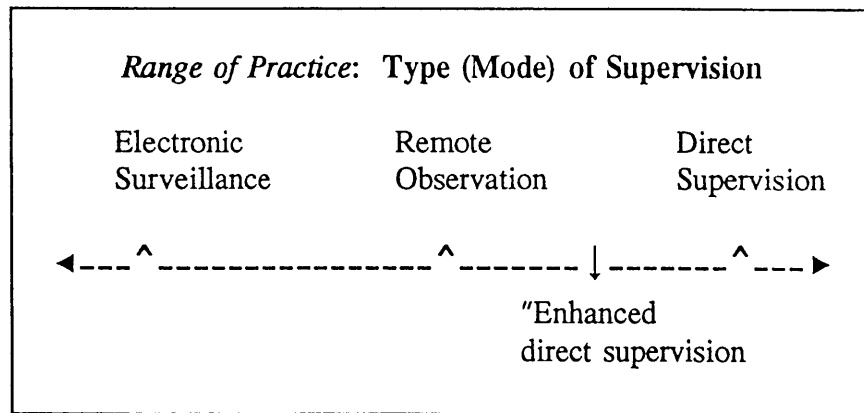 Range of Practice: Type (Mode) of Supervision
Electronic Surveillance
Remote Observation
Direct Supervision
"Enhanced
direct supervision